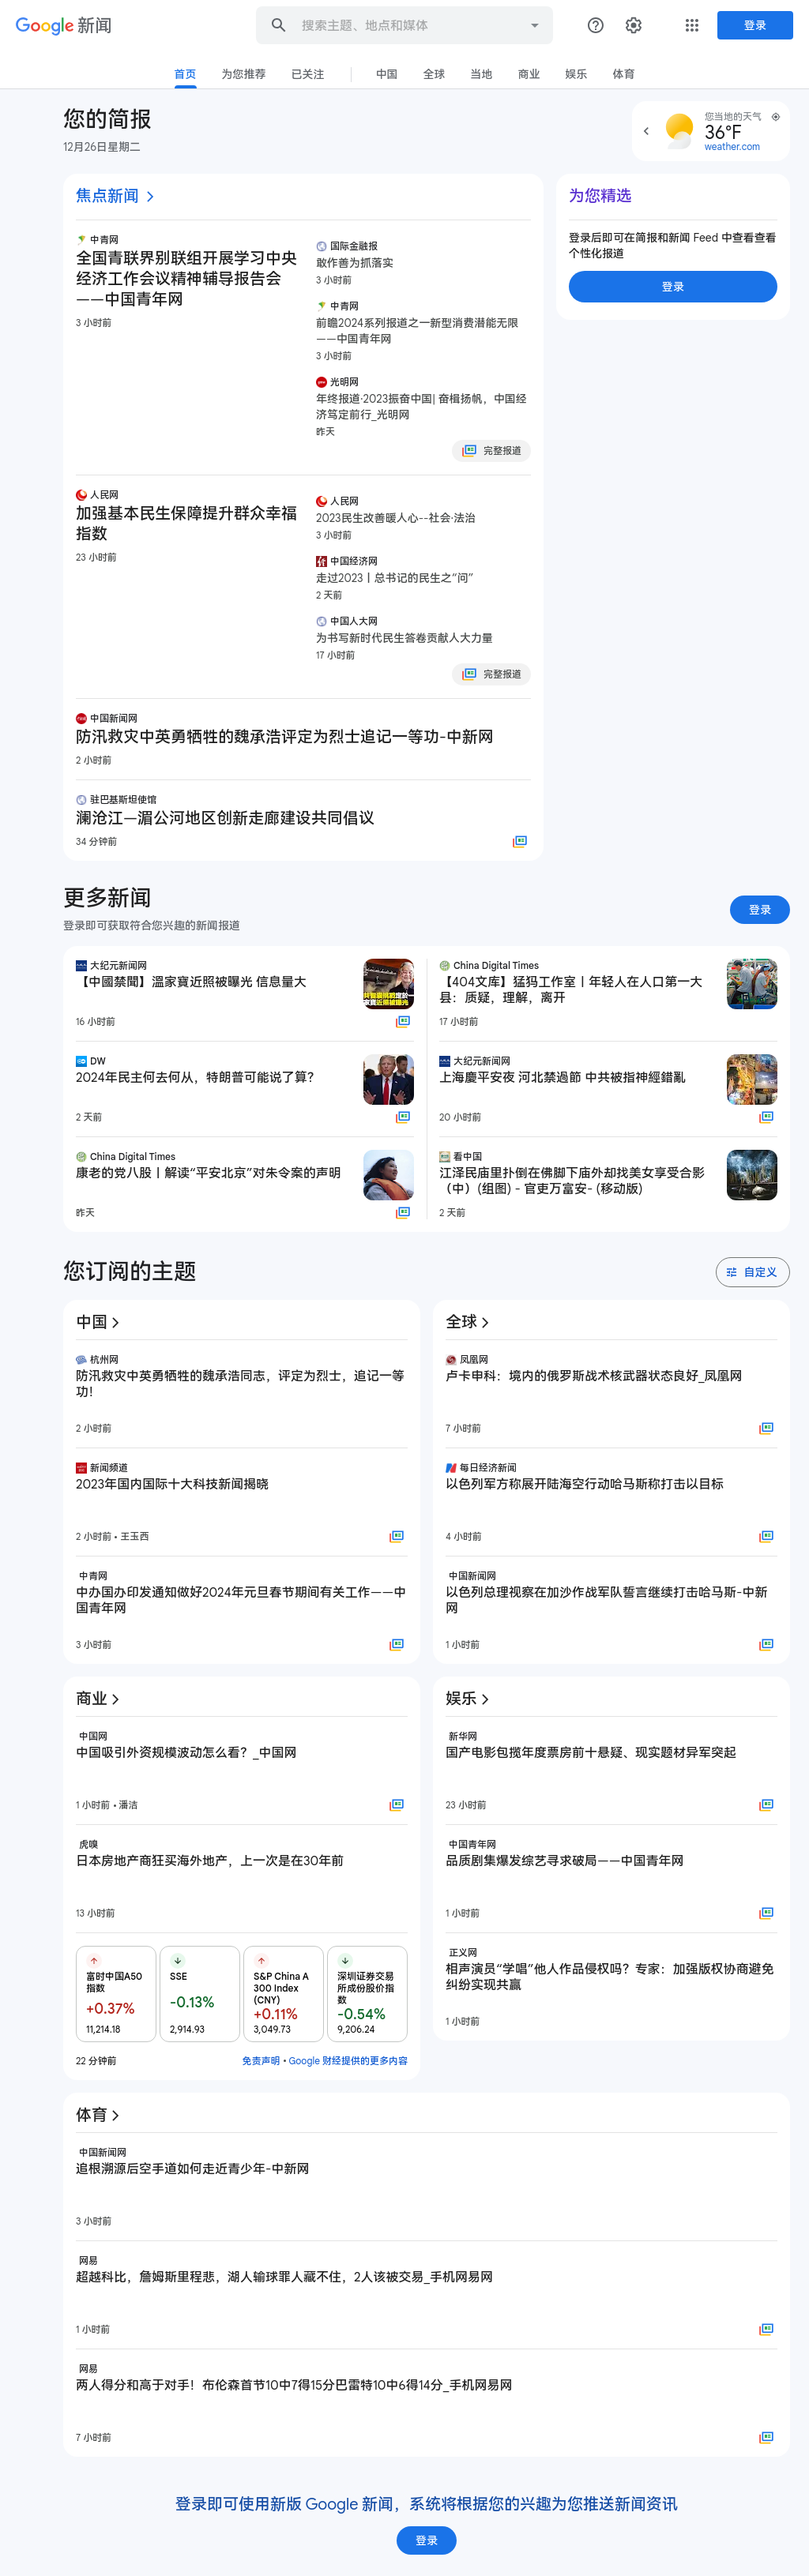 Google 新闻
搜索主题、地点和媒体
登录
首页
为您推荐
已关注
中国
全球
当地
商业
娱乐
体育
您的简报
12月26日星期二
您当地的天气
36°F
weather.com
焦点新闻
中青网
全国青联界别联组开展学习中央
经济工作会议精神辅导报告会
——中国青年网
3 小时前
国际金融报
敢作善为抓落实
3 小时前
中青网
前瞻2024系列报道之一新型消费潜能无限
——中国青年网
3 小时前
光明网
年终报道·2023振奋中国| 奋楫扬帆，中国经
济笃定前行_光明网
昨天
完整报道
为您精选
登录后即可在简报和新闻 Feed 中查看查看
个性化报道
登录
人民网
加强基本民生保障提升群众幸福
指数
23 小时前
人民网
2023民生改善暖人心--社会·法治
3 小时前
中国经济网
走过2023丨总书记的民生之“问”
2 天前
中国人大网
为书写新时代民生答卷贡献人大力量
17 小时前
完整报道
中国新闻网
防汛救灾中英勇牺牲的魏承浩评定为烈士追记一等功-中新网
2 小时前
驻巴基斯坦使馆
澜沧江—湄公河地区创新走廊建设共同倡议
34 分钟前
更多新闻
登录即可获取符合您兴趣的新闻报道
登录
大纪元新闻网
【中國禁聞】溫家寶近照被曝光 信息量大
16 小时前
China Digital Times
【404文库】猛犸工作室丨年轻人在人口第一大
县：质疑，理解，离开
17 小时前
DW
2024年民主何去何从，特朗普可能说了算？
2 天前
大纪元新闻网
上海慶平安夜 河北禁過節 中共被指神經錯亂
20 小时前
China Digital Times
康老的党八股丨解读“平安北京”对朱令案的声明
昨天
看中国
江泽民庙里扑倒在佛脚下庙外却找美女享受合影
（中）(组图) - 官吏万富安- (移动版)
2 天前
您订阅的主题
自定义
中国
杭州网
防汛救灾中英勇牺牲的魏承浩同志，评定为烈士，追记一等
功！
2 小时前
新闻频道
2023年国内国际十大科技新闻揭晓
2 小时前 • 王玉西
中青网
中办国办印发通知做好2024年元旦春节期间有关工作——中
国青年网
3 小时前
全球
凤凰网
卢卡申科：境内的俄罗斯战术核武器状态良好_凤凰网
7 小时前
每日经济新闻
以色列军方称展开陆海空行动哈马斯称打击以目标
4 小时前
中国新闻网
以色列总理视察在加沙作战军队誓言继续打击哈马斯-中新
网
1 小时前
商业
中国网
中国吸引外资规模波动怎么看？_中国网
1 小时前 • 潘洁
虎嗅
日本房地产商狂买海外地产，上一次是在30年前
13 小时前
富时中国A50
指数
+0.37%
11,214.18
SSE
-0.13%
2,914.93
S&P China A
300 Index
(CNY)
+0.11%
3,049.73
深圳证券交易
所成份股价指
数
-0.54%
9,206.24
22 分钟前
免责声明 • Google 财经提供的更多内容
娱乐
新华网
国产电影包揽年度票房前十悬疑、现实题材异军突起
23 小时前
中国青年网
品质剧集爆发综艺寻求破局——中国青年网
1 小时前
正义网
相声演员“学唱”他人作品侵权吗？专家：加强版权协商避免
纠纷实现共赢
1 小时前
体育
中国新闻网
追根溯源后空手道如何走近青少年-中新网
3 小时前
网易
超越科比，詹姆斯里程悲，湖人输球罪人藏不住，2人该被交易_手机网易网
1 小时前
网易
两人得分和高于对手！布伦森首节10中7得15分巴雷特10中6得14分_手机网易网
7 小时前
登录即可使用新版 Google 新闻，系统将根据您的兴趣为您推送新闻资讯
登录